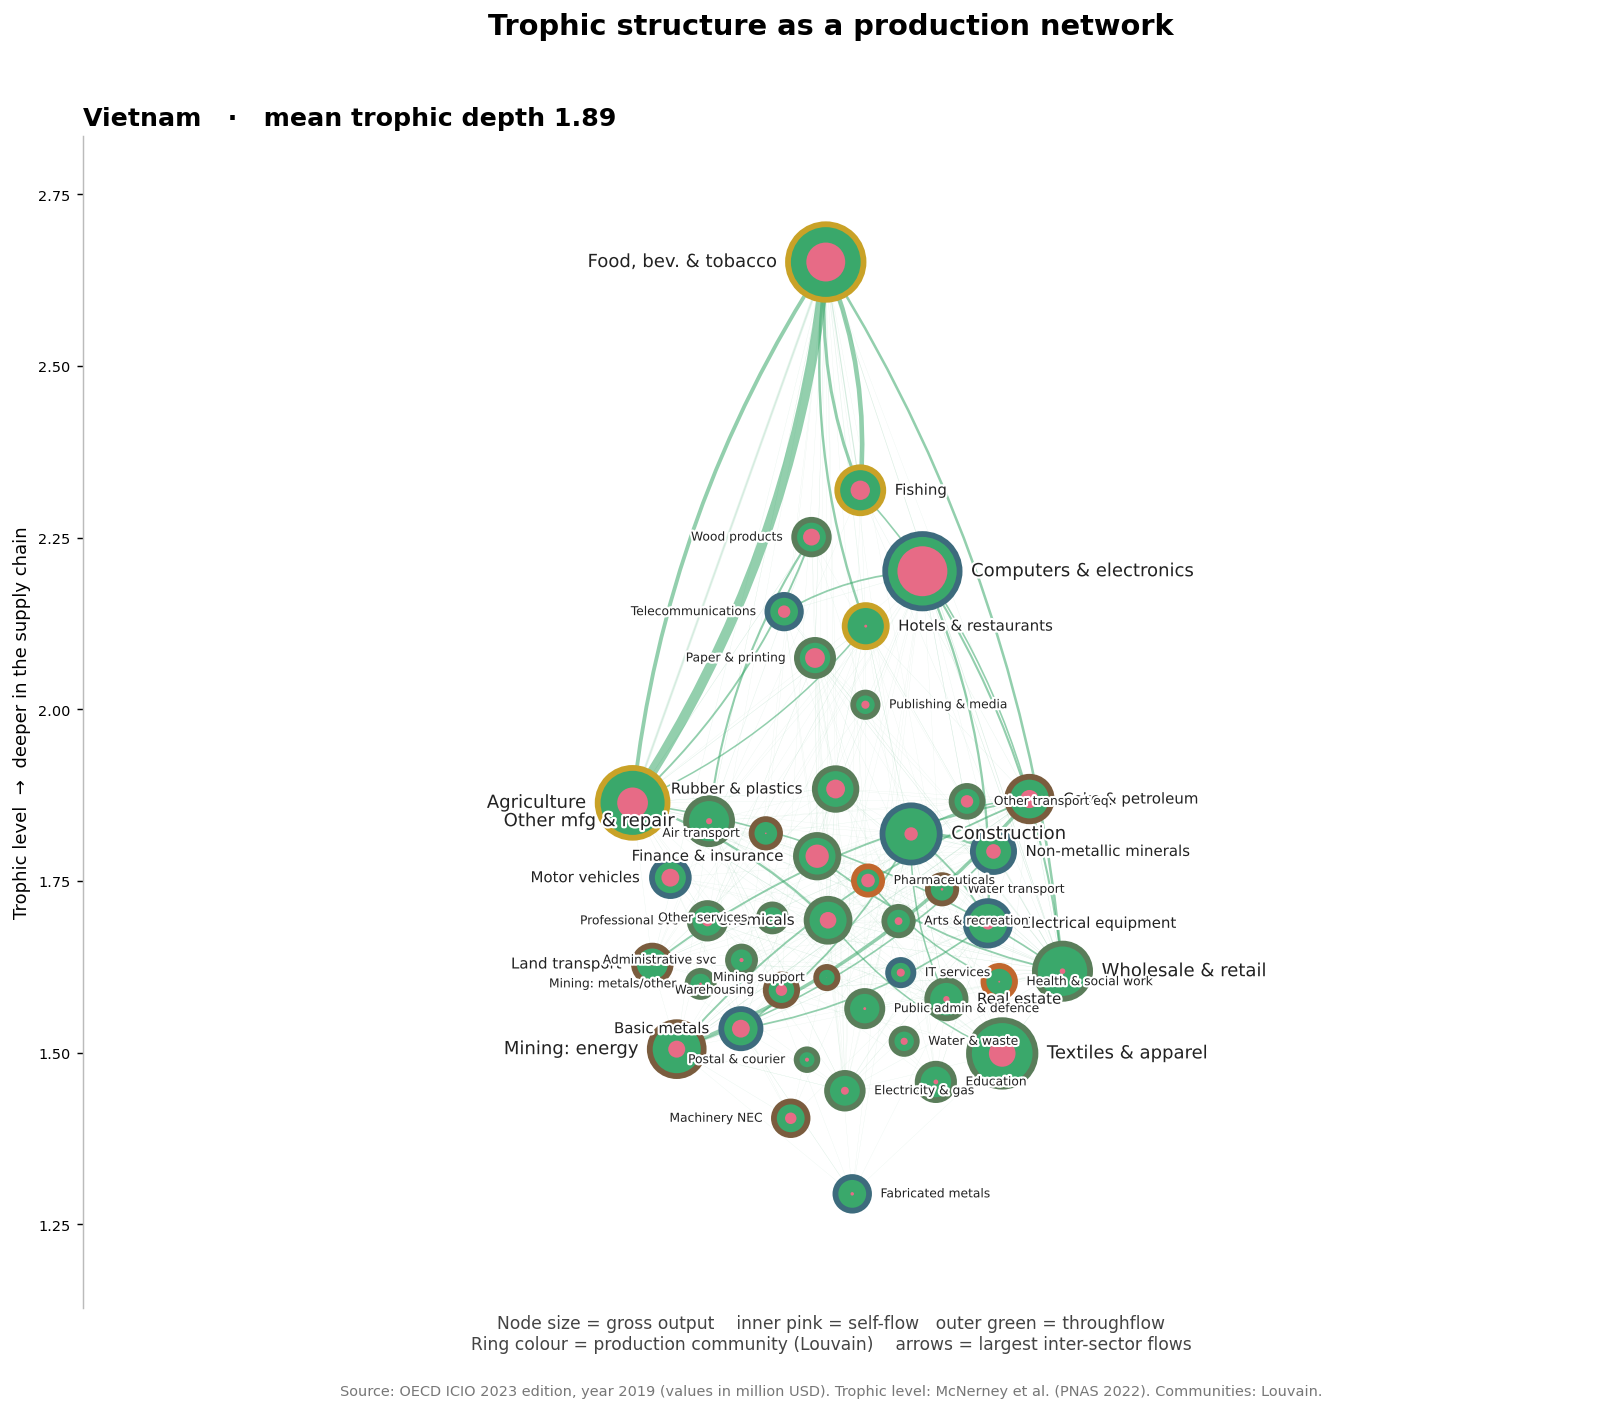 Trophic structure as a production network
Vietnam · mean trophic depth 1.89
Trophic level → deeper in the supply chain
2.75
2.50
2.25
2.00
1.75
1.50
1.25
Food, bev. & tobacco
Fishing
Wood products
Computers & electronics
Telecommunications
Hotels & restaurants
Paper & printing
Publishing & media
Rubber & plastics
Agriculture
Other transport eqp
& petroleum
Other mfg & repair
Air transport
Construction
Non-metallic minerals
Finance & insurance
Motor vehicles
Pharmaceuticals
Water transport
Professional
Other services
Chemicals
Arts & recreation
Electrical equipment
Land transport
Administrative svc
Wholesale & retail
IT services
Mining support
Mining: metals/other
Warehousing
Health & social work
Real estate
Public admin & defence
Basic metals
Water & waste
Mining: energy
Textiles & apparel
Postal & courier
Education
Electricity & gas
Machinery NEC
Fabricated metals
Node size = gross output inner pink = self-flow outer green = throughflow
Ring colour = production community (Louvain) arrows = largest inter-sector flows
Source: OECD ICIO 2023 edition, year 2019 (values in million USD). Trophic level: McNerney et al. (PNAS 2022). Communities: Louvain.